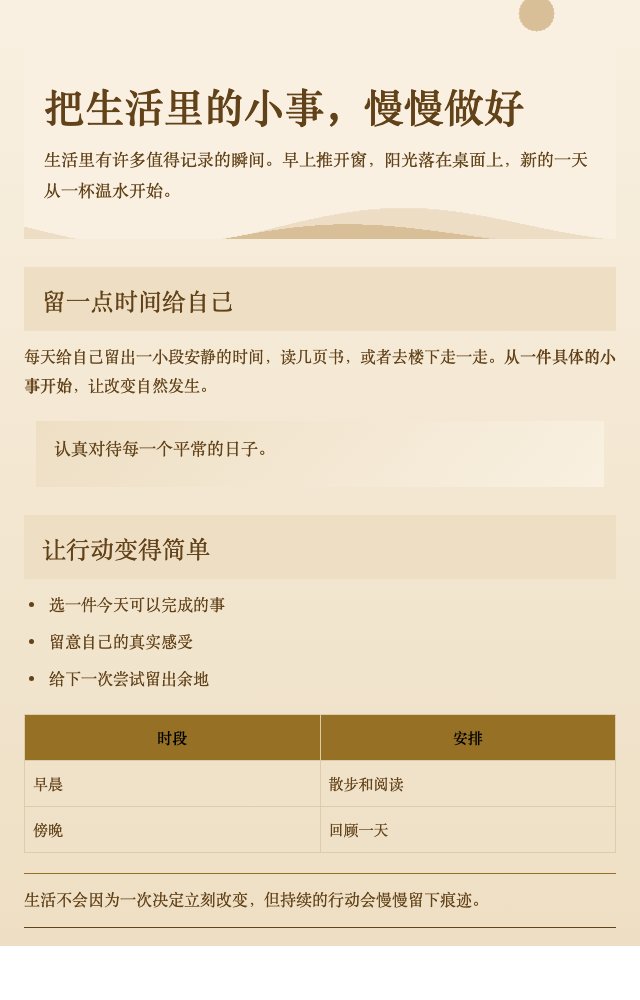 把生活里的小事，慢慢做好
生活里有许多值得记录的瞬间。早上推开窗，阳光落在桌面上，新的一天
从一杯温水开始。
留一点时间给自己
每天给自己留出一小段安静的时间，读几页书，或者去楼下走一走。从一件具体的小
事开始，让改变自然发生。
认真对待每一个平常的日子。
让行动变得简单
• 选一件今天可以完成的事
• 留意自己的真实感受
• 给下一次尝试留出余地
时段 安排
早晨 散步和阅读
傍晚 回顾一天
生活不会因为一次决定立刻改变，但持续的行动会慢慢留下痕迹。